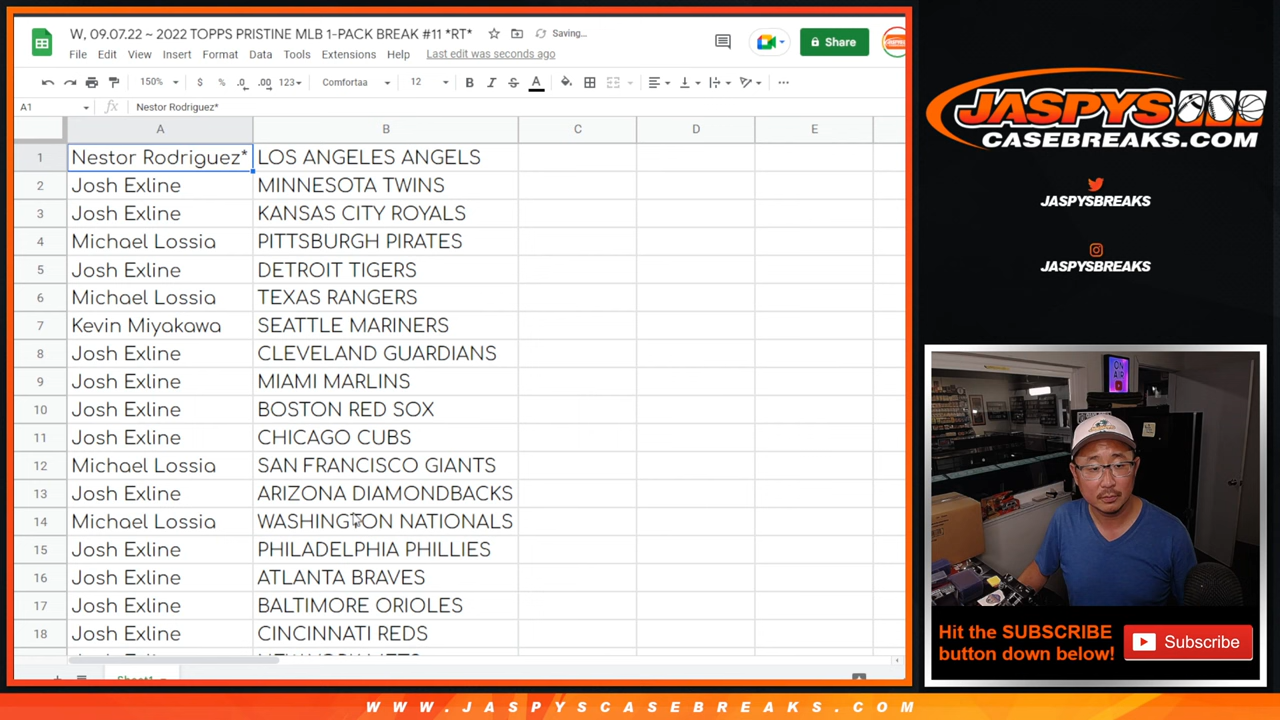 W, 09.07.22 ~ 2022 TOPPS PRISTINE MLB 1-PACK BREAK #11 *RT*
Saving...
File Edit View Insert Format Data Tools Extensions Help Last edit was seconds ago
Share
150% $ % .0 .00 123 Comfortaa 12 B I S A
A1 fx Nestor Rodriguez*
A B C D E
1 Nestor Rodriguez* LOS ANGELES ANGELS
2 Josh Exline MINNESOTA TWINS
3 Josh Exline KANSAS CITY ROYALS
4 Michael Lossia PITTSBURGH PIRATES
5 Josh Exline DETROIT TIGERS
6 Michael Lossia TEXAS RANGERS
7 Kevin Miyakawa SEATTLE MARINERS
8 Josh Exline CLEVELAND GUARDIANS
9 Josh Exline MIAMI MARLINS
10 Josh Exline BOSTON RED SOX
11 Josh Exline CHICAGO CUBS
12 Michael Lossia SAN FRANCISCO GIANTS
13 Josh Exline ARIZONA DIAMONDBACKS
14 Michael Lossia WASHINGTON NATIONALS
15 Josh Exline PHILADELPHIA PHILLIES
16 Josh Exline ATLANTA BRAVES
17 Josh Exline BALTIMORE ORIOLES
18 Josh Exline CINCINNATI REDS
JASPYS
CASEBREAKS.COM
JASPYSBREAKS
JASPYSBREAKS
ON
AIR
Hit the SUBSCRIBE
button down below!
Subscribe
WWW.JASPYSCASEBREAKS.COM